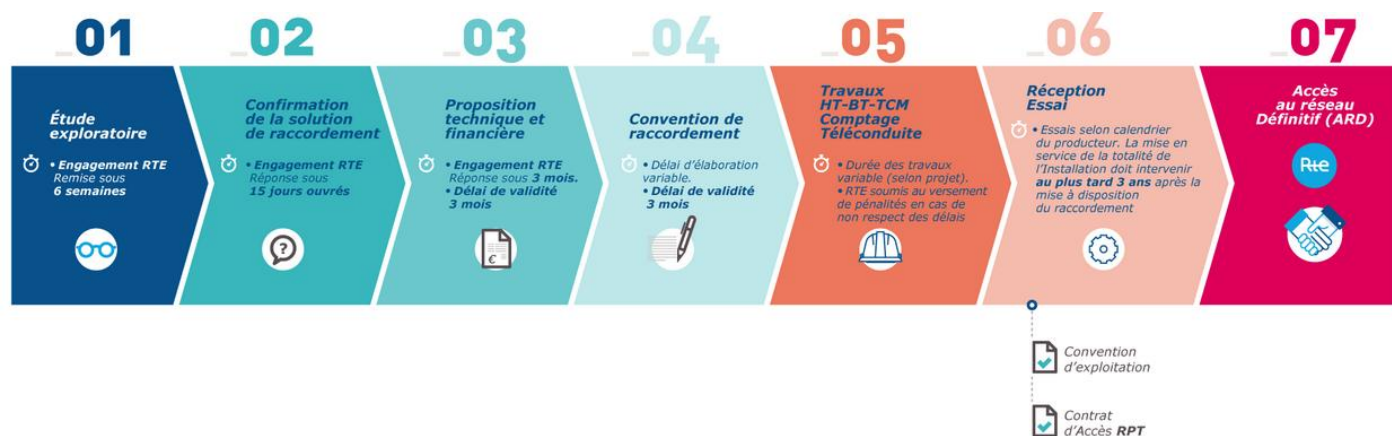 _01
Étude
exploratoire
• Engagement RTE
Remise sous
6 semaines
_02
Confirmation
de la solution
de raccordement
• Engagement RTE
Réponse sous
15 jours ouvrés
?
_03
Proposition
technique et
financière
• Engagement RTE
Réponse sous 3 mois.
• Délai de validité
3 mois
€
_04
Convention de
raccordement
• Délai d’élaboration
variable.
• Délai de validité
3 mois
_05
Travaux
HT-BT-TCM
Comptage
Téléconduite
• Durée des travaux
variable (selon projet).
• RTE soumis au versement
de pénalités en cas de
non respect des délais
_06
Réception
Essai
• Essais selon calendrier
du producteur. La mise en
service de la totalité de
l’Installation doit intervenir
au plus tard 3 ans après la
mise à disposition
du raccordement
Convention
d’exploitation
Contrat
d’Accès RPT
_07
Accès
au réseau
Définitif (ARD)
Rte